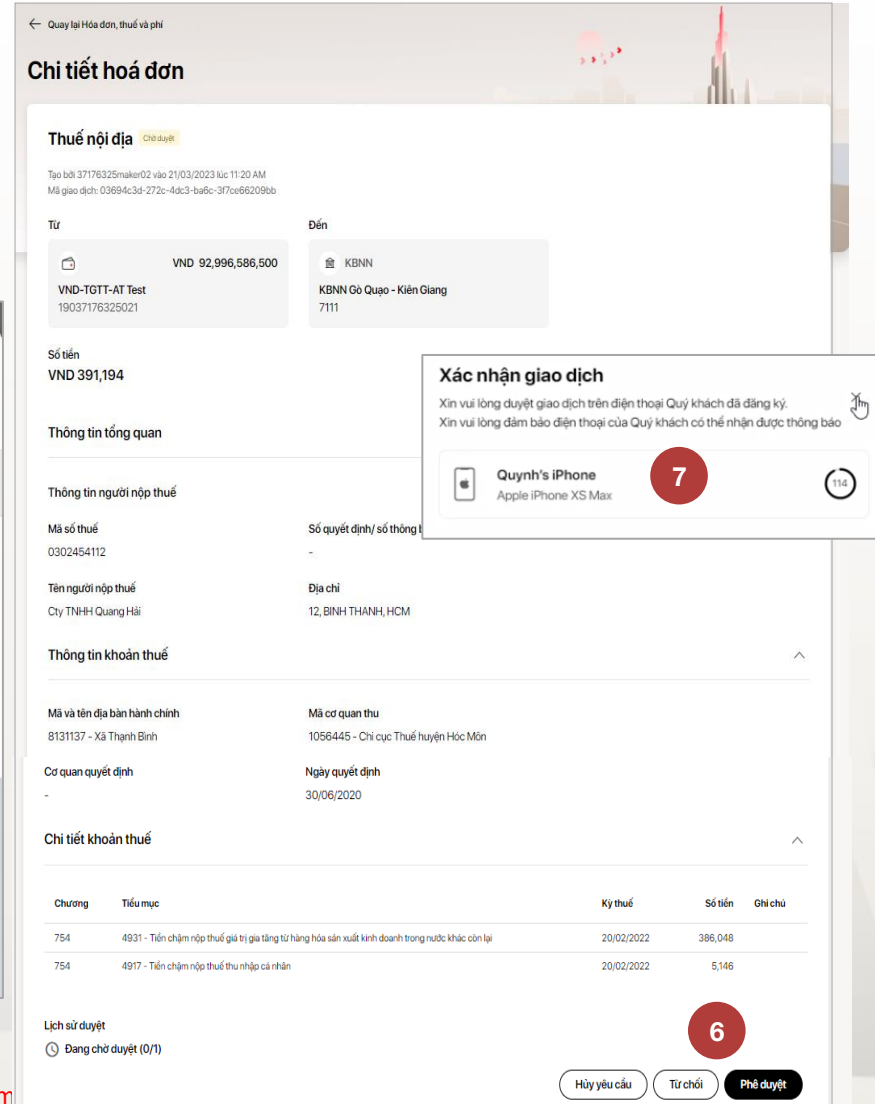 ← Quay lại Hóa đơn, thuế và phí
Chi tiết hoá đơn
Thuế nội địa Chờ duyệt
Tạo bởi 37176325maker02 vào 21/03/2023 lúc 11:20 AM
Mã giao dịch: 03694c3d-272c-4dc3-ba6c-3f7ce66209bb
Từ Đến
VND 92,996,586,500 KBNN
VND-TGTT-AT Test KBNN Gò Quạo - Kiên Giang
19037176325021 7111
Số tiền
VND 391,194
Xác nhận giao dịch
Xin vui lòng duyệt giao dịch trên điện thoại Quý khách đã đăng ký.
Xin vui lòng đảm bảo điện thoại của Quý khách có thể nhận được thông báo
Quynh's iPhone
Apple iPhone XS Max
7
114
Thông tin tổng quan
Thông tin người nộp thuế
Mã số thuế Số quyết định/ số thông
0302454112 -
Tên người nộp thuế Địa chỉ
Cty TNHH Quang Hải 12, BINH THANH, HCM
Thông tin khoản thuế
Mã và tên địa bàn hành chính Mã cơ quan thu
8131137 - Xã Thạnh Bình 1056445 - Chi cục Thuế huyện Hóc Môn
Cơ quan quyết định Ngày quyết định
- 30/06/2020
Chi tiết khoản thuế
Chương Tiểu mục Kỳ thuế Số tiền Ghi chú
754 4931 - Tiền chậm nộp thuế giá trị gia tăng từ hàng hóa sản xuất kinh doanh trong nước khác còn lại 20/02/2022 386,048
754 4917 - Tiền chậm nộp thuế thu nhập cá nhân 20/02/2022 5,146
Lịch sử duyệt
Đang chờ duyệt (0/1)
6
Hủy yêu cầu Từ chối Phê duyệt